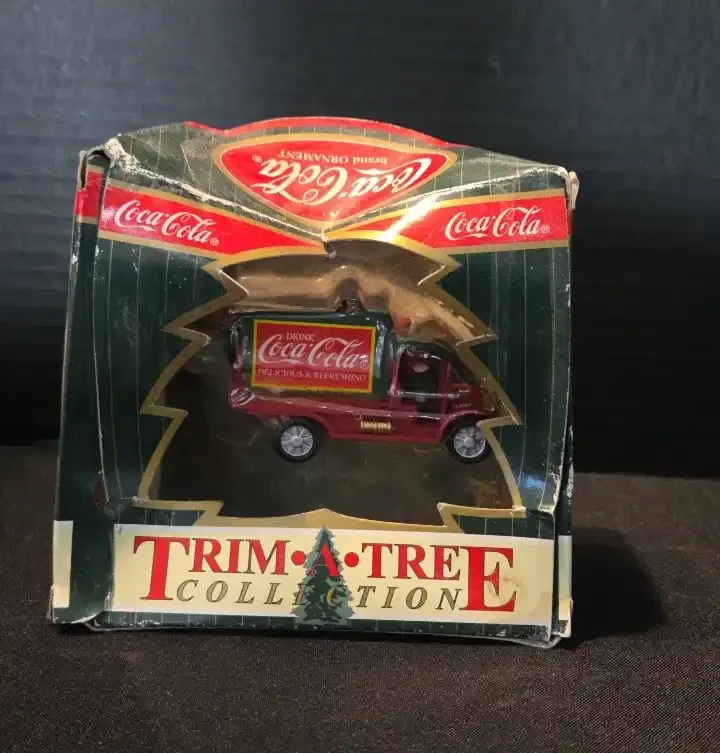 Coca-Cola®
brand ORNAMENT
Coca-Cola®
Coca-Cola®
DRINK
Coca-Cola®
DELICIOUS & REFRESHING
TRIM•A•TREE
COLLECTION